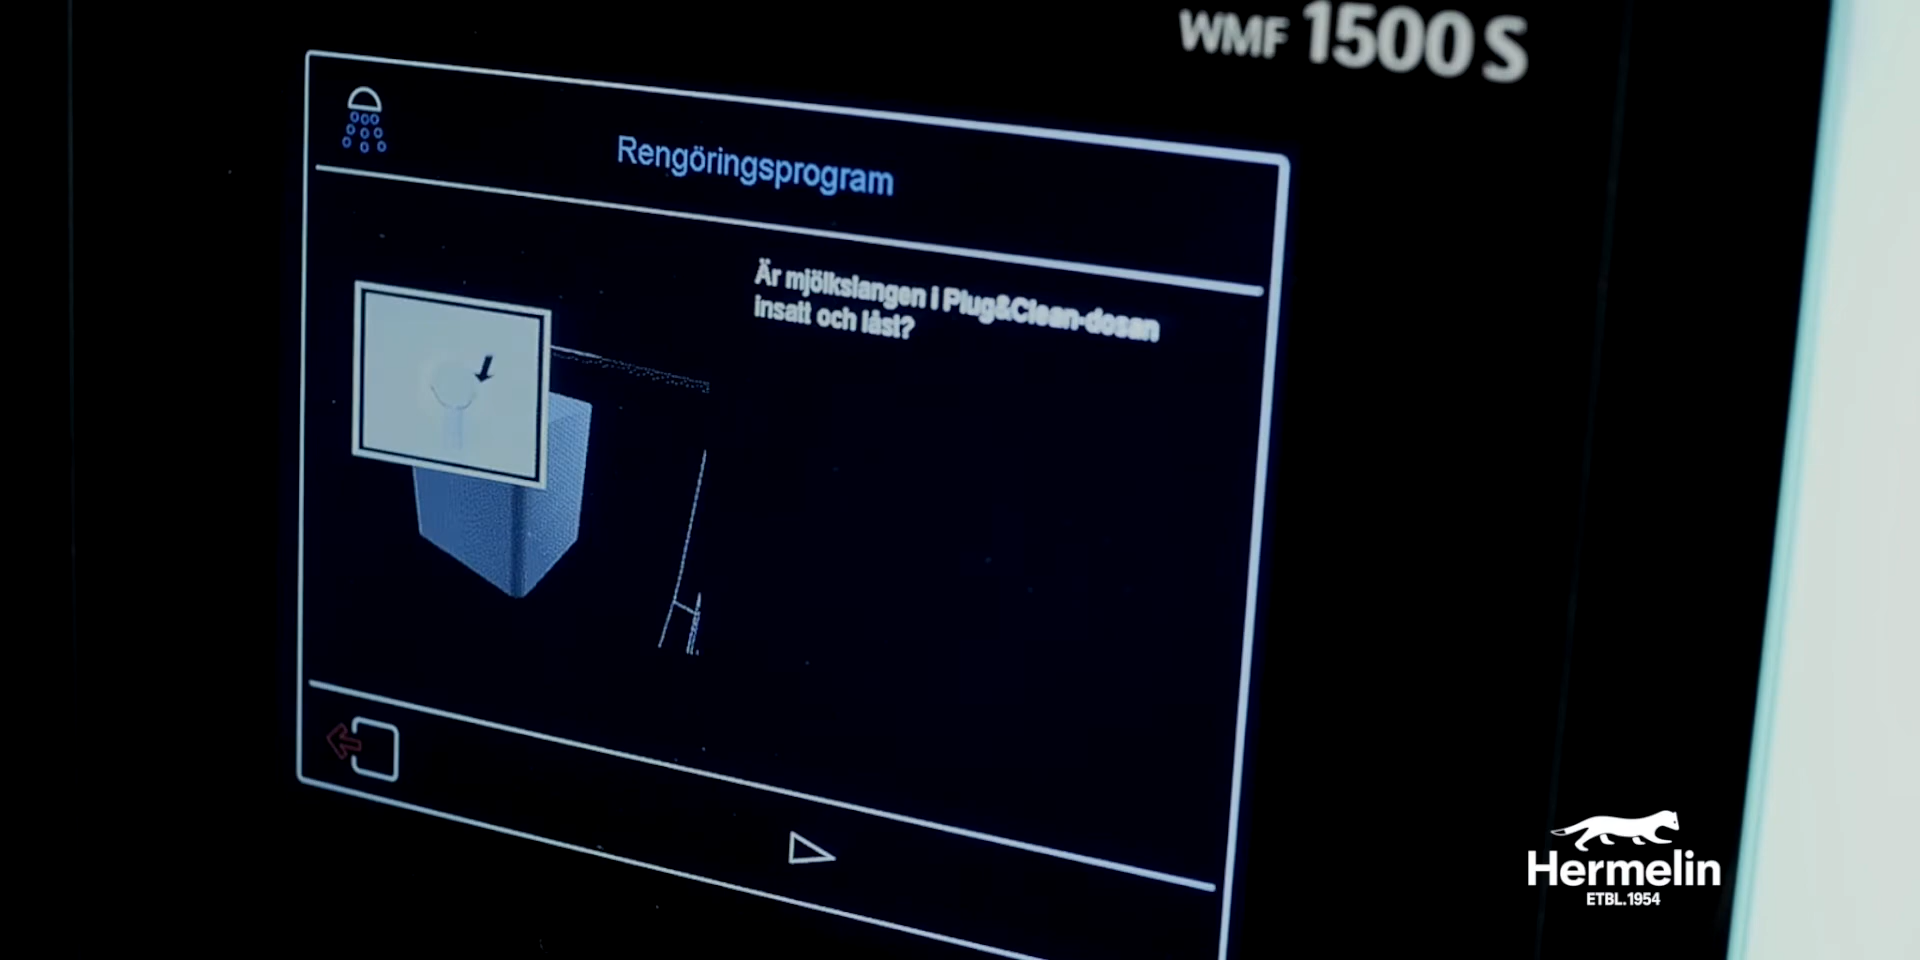 WMF 1500 S
Rengöringsprogram
Är mjölkslangen i Plug&Clean-dosan
insatt och låst?
Hermelin
ETBL.1954